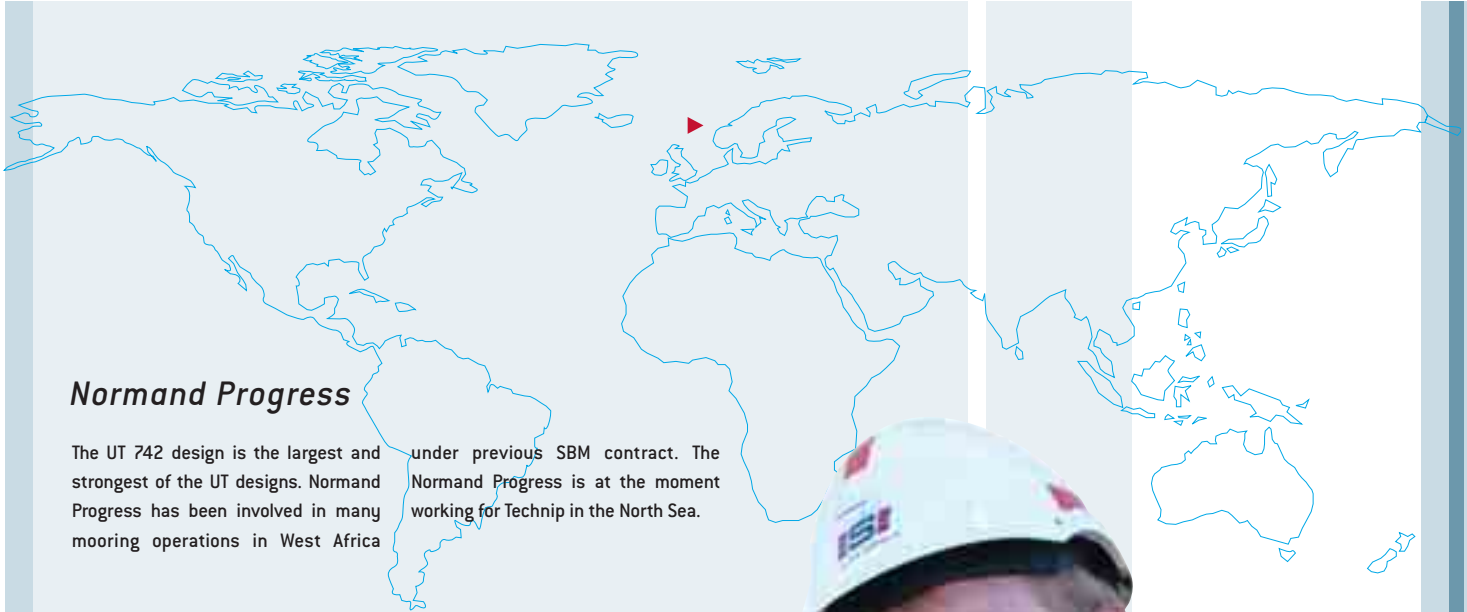 Normand Progress
The UT 742 design is the largest and
strongest of the UT designs. Normand
Progress has been involved in many
mooring operations in West Africa
under previous SBM contract. The
Normand Progress is at the moment
working for Technip in the North Sea.